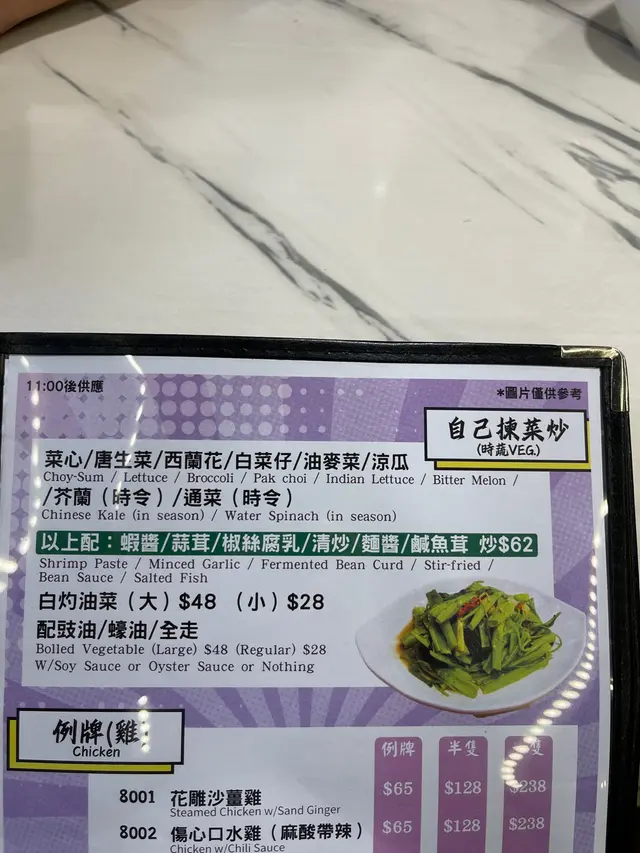 11:00後供應
*圖片僅供參考
自己揀菜炒
(時蔬VEG.)
菜心/唐生菜/西蘭花/白菜仔/油麥菜/涼瓜
Choy-Sum / Lettuce / Broccoli / Pak choi / Indian Lettuce / Bitter Melon /
/芥蘭（時令）/通菜（時令）
Chinese Kale (in season) / Water Spinach (in season)
以上配：蝦醬/蒜茸/椒絲腐乳/清炒/麵醬/鹹魚茸 炒$62
Shrimp Paste / Minced Garlic / Fermented Bean Curd / Stir-fried /
Bean Sauce / Salted Fish
白灼油菜（大）$48 （小）$28
配豉油/蠔油/全走
Bolled Vegetable (Large) $48 (Regular) $28
W/Soy Sauce or Oyster Sauce or Nothing
例牌(雞)
Chicken
例牌 半隻 隻
8001 花雕沙薑雞 $65 $128 $238
Steamed Chicken w/Sand Ginger
8002 傷心口水雞（麻酸帶辣） $65 $128 $238
Chicken w/Chili Sauce